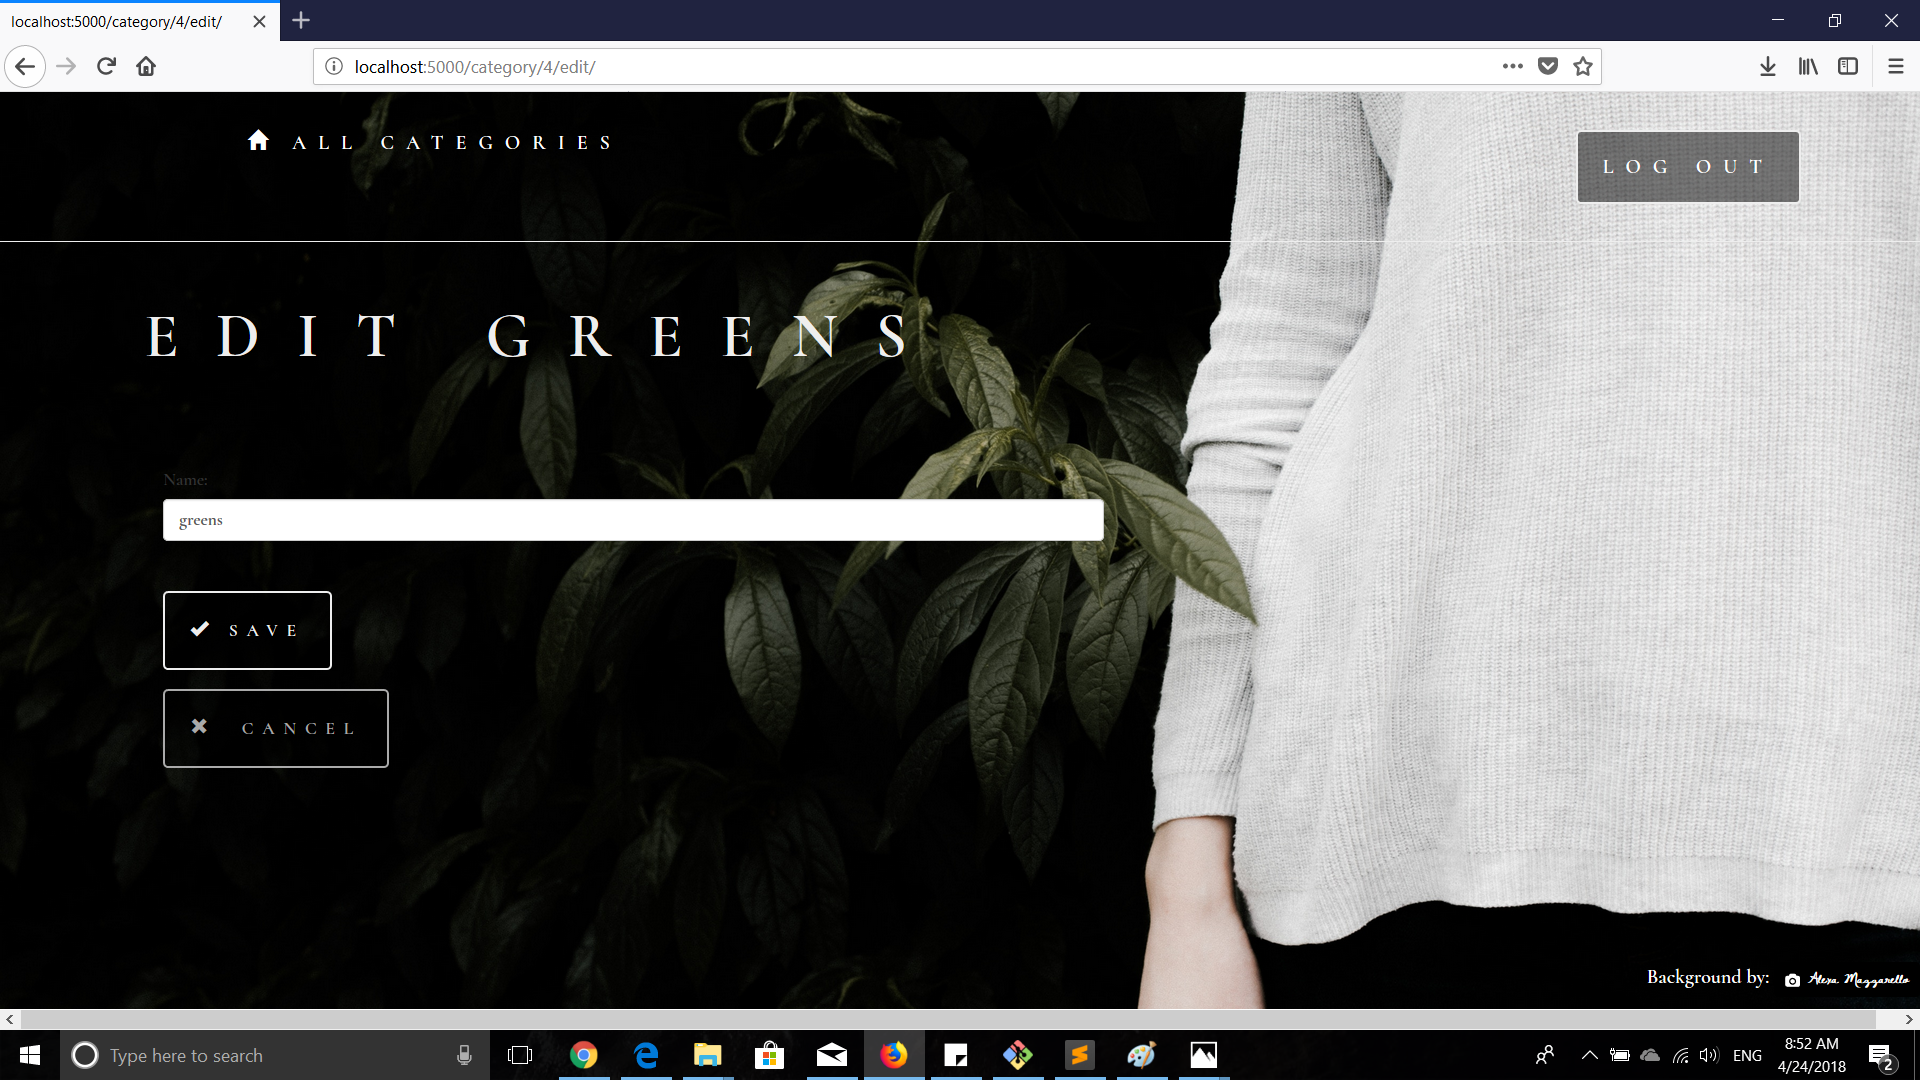 localhost:5000/category/4/edit/
localhost:5000/category/4/edit/
ALL CATEGORIES
LOG OUT
EDIT GREENS
Name:
greens
SAVE
CANCEL
Background by: Alexa Mazzarello
Type here to search
ENG
8:52 AM
4/24/2018
2